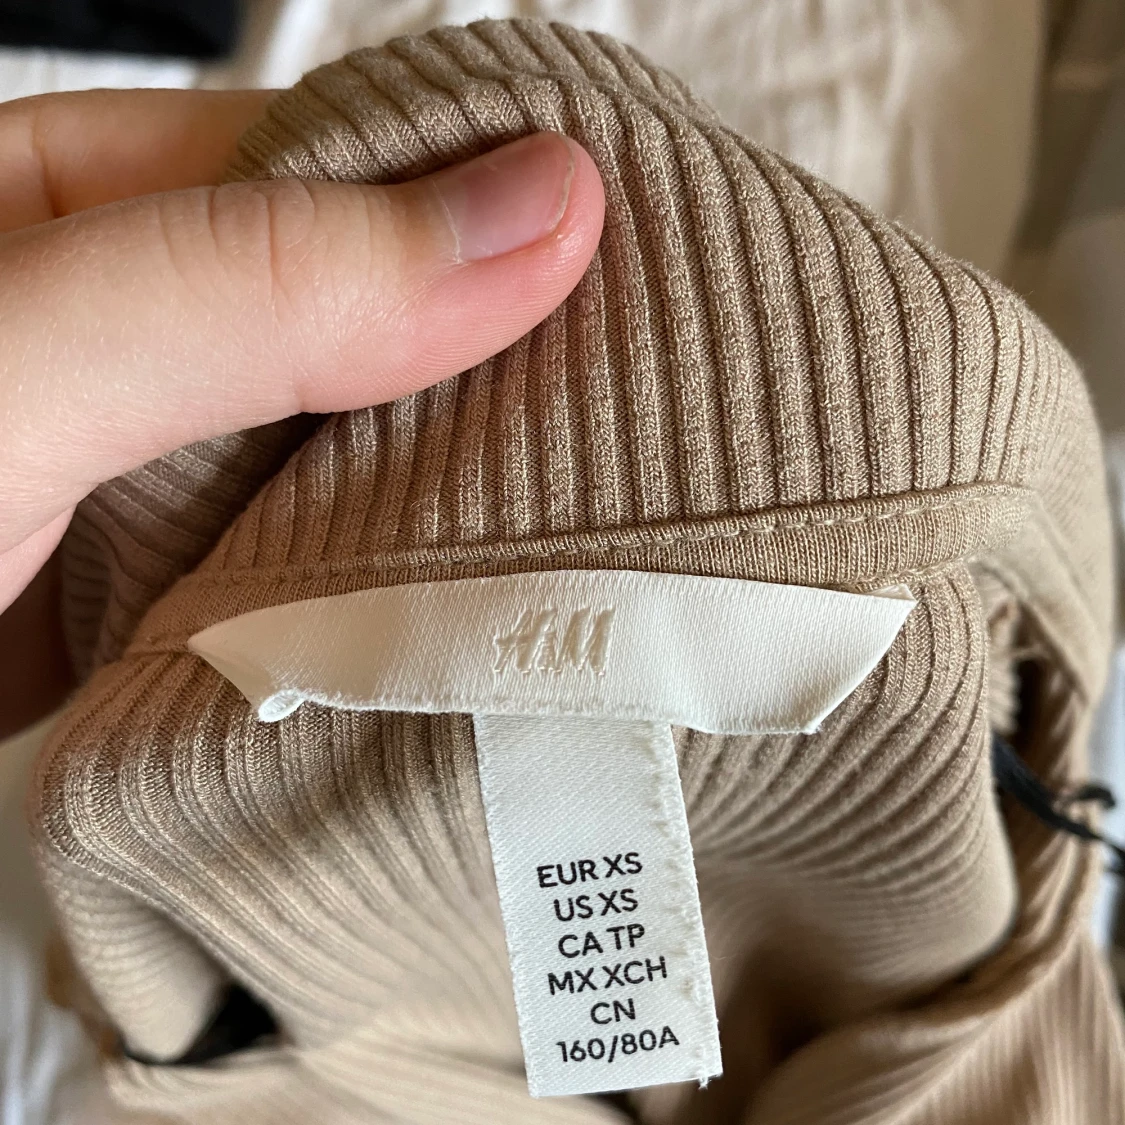 H&M
EUR XS
US XS
CA TP
MX XCH
CN
160/80A